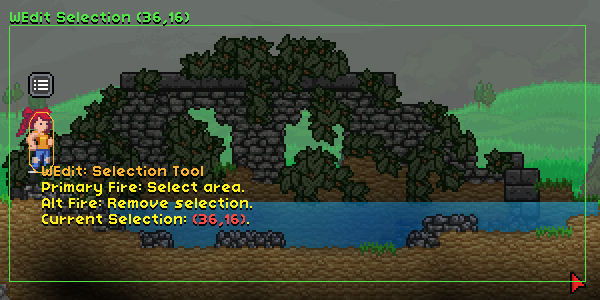 WEdit Selection (36,16)
WEdit: Selection Tool
Primary Fire: Select area.
Alt Fire: Remove selection.
Current Selection: (36,16).